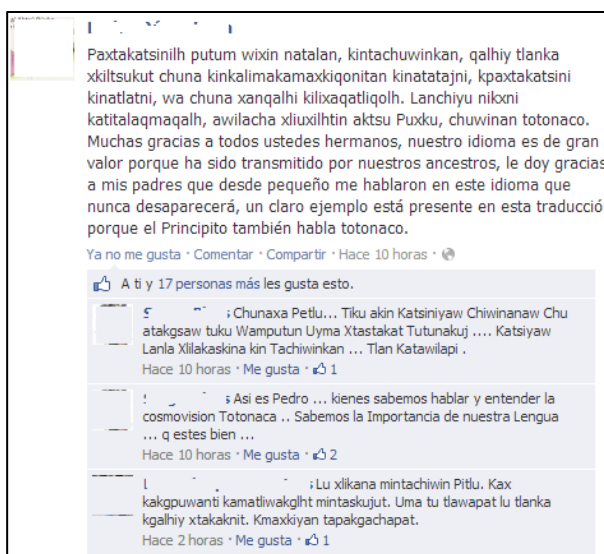 Paxtakatsinilh putum wixin natalan, kintachuwinkan, qalhiy tlanka
xkiltsukut chuna kinkalimakamaxkiqonitan kinatatajni, kpaxtakatsini
kinatlatni, wa chuna xanqalhi kilixaqatliqolh. Lanchiyu nikxni
katitalaqmaqalh, awilacha xliuxilhtin aktsu Puxku, chuwinan totonaco.
Muchas gracias a todos ustedes hermanos, nuestro idioma es de gran
valor porque ha sido transmitido por nuestros ancestros, le doy gracias
a mis padres que desde pequeño me hablaron en este idioma que
nunca desaparecerá, un claro ejemplo está presente en esta traducció
porque el Principito también habla totonaco.
Ya no me gusta · Comentar · Compartir · Hace 10 horas ·
A ti y 17 personas más les gusta esto.
Chunaxa Petlu... Tiku akin Katsiniyaw Chiwinanaw Chu
atakgsaw tuku Wamputun Uyma Xtastakat Tutunakuj .... Katsiyaw
Lanla Xlilakaskina kin Tachiwinkan ... Tlan Katawilapi .
Hace 10 horas · Me gusta · 1
Asi es Pedro ... kienes sabemos hablar y entender la
cosmovision Totonaca .. Sabemos la Importancia de nuestra Lengua
... q estes bien ...
Hace 10 horas · Me gusta · 2
Lu xlikana mintachiwin Pitlu. Kax
kakgpuwanti kamatliwakglht mintaskujut. Uma tu tlawapat lu tlanka
kgalhiy xtakaknit. Kmaxkiyan tapakgachapat.
Hace 2 horas · Me gusta · 1